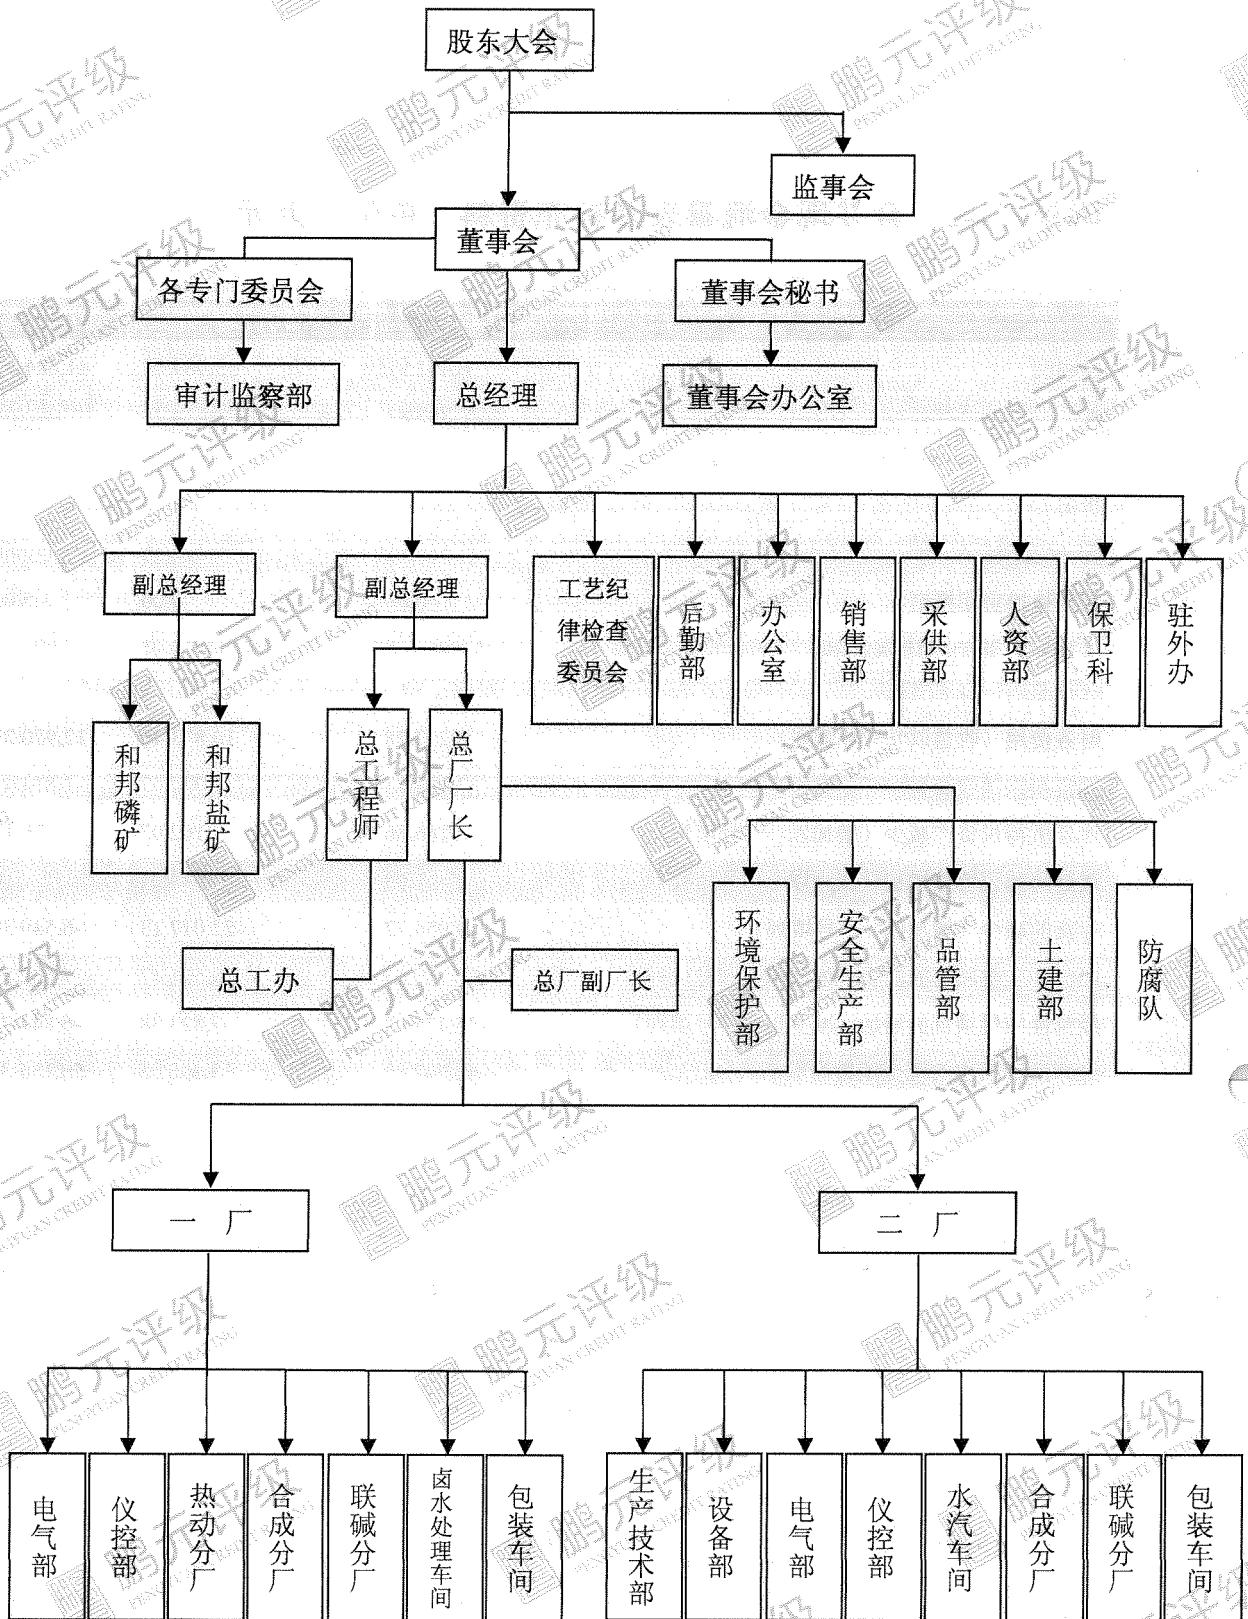 股东大会
监事会
董事会
各专门委员会
董事会秘书
审计监察部
总经理
董事会办公室
副总经理
副总经理
工艺纪
律检查
委员会
后勤部
办公室
销售部
采供部
人资部
保卫科
驻外办
和邦磷矿
和邦盐矿
总工程师
总厂厂长
环境保护部
安全生产部
品管部
土建部
防腐队
总工办
总厂副厂长
一 厂
二 厂
电气部
仪控部
热动分厂
合成分厂
联碱分厂
卤水处理车间
包装车间
生产技术部
设备部
电气部
仪控部
水汽车间
合成分厂
联碱分厂
包装车间
鹏元评级
PENGYUAN CREDIT RATING